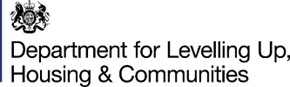 Department for Levelling Up,
Housing & Communities